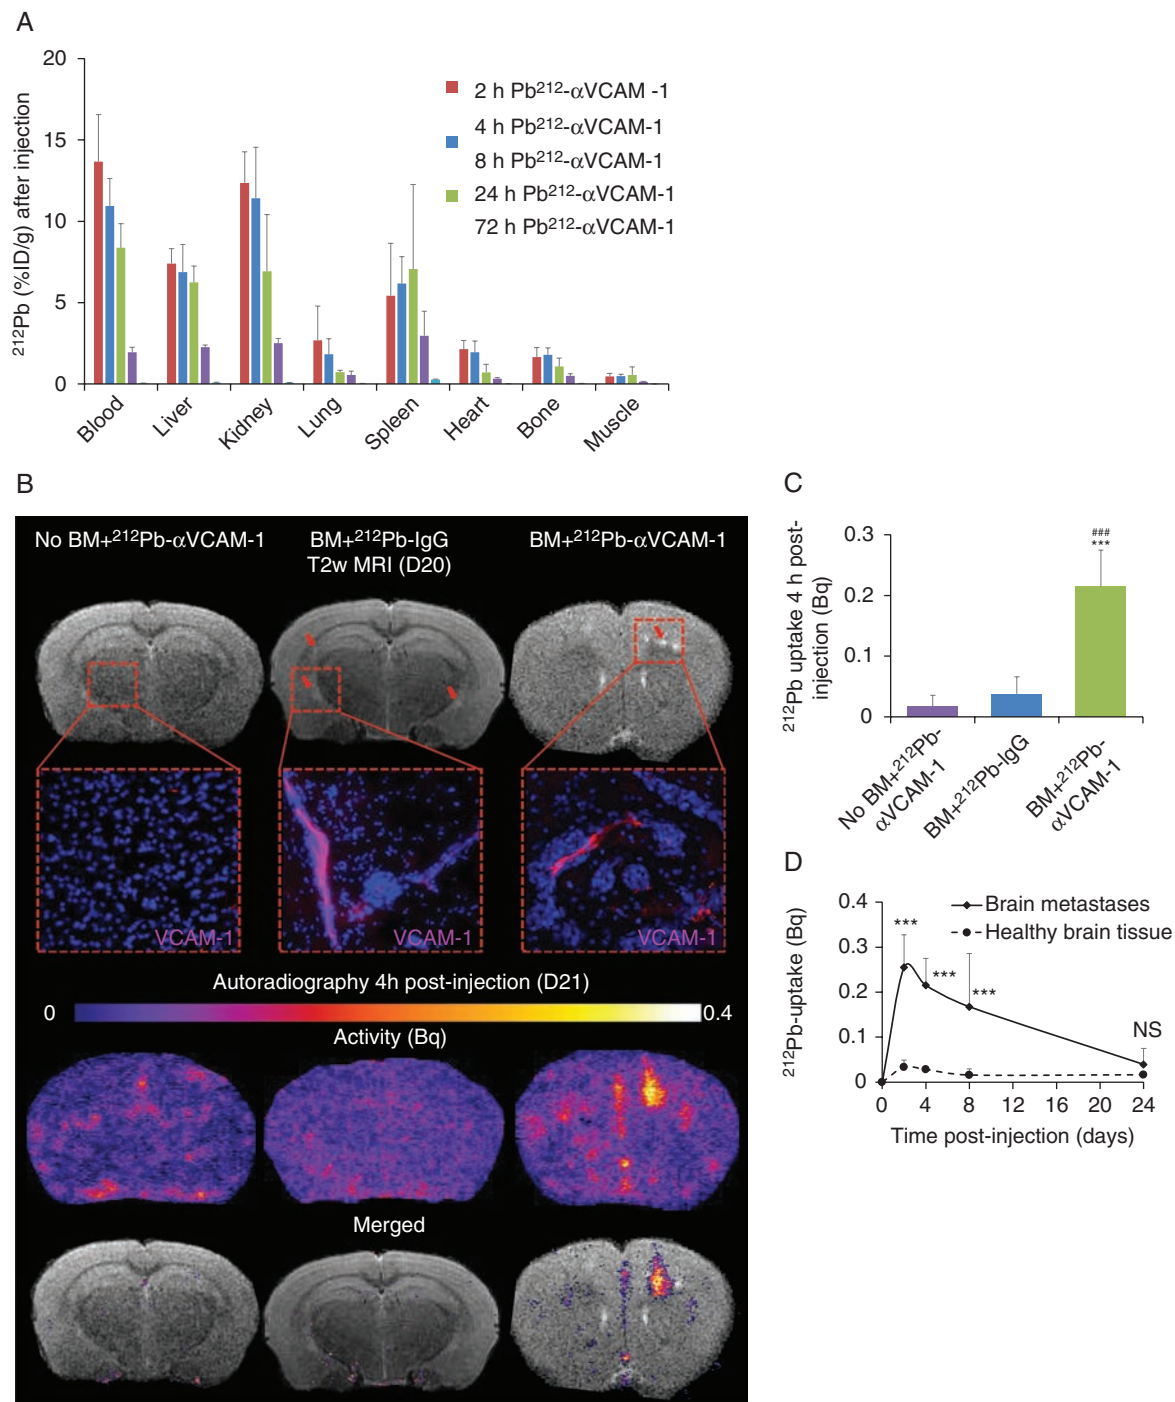 A
20
15
10
5
0
212Pb (%ID/g) after injection
2 h Pb212-αVCAM -1
4 h Pb212-αVCAM-1
8 h Pb212-αVCAM-1
24 h Pb212-αVCAM-1
72 h Pb212-αVCAM-1
Blood
Liver
Kidney
Lung
Spleen
Heart
Bone
Muscle
B
No BM+212Pb-αVCAM-1
BM+212Pb-IgG
BM+212Pb-αVCAM-1
T2w MRI (D20)
VCAM-1
VCAM-1
VCAM-1
Autoradiography 4h post-injection (D21)
0
0.4
Activity (Bq)
Merged
C
212Pb uptake 4 h post-
injection (Bq)
0.3
0.2
0.1
0
###
***
No BM+212Pb-
αVCAM-1
BM+212Pb-IgG
BM+212Pb-
αVCAM-1
D
212Pb-uptake (Bq)
0.4
0.3
0.2
0.1
0
Brain metastases
Healthy brain tissue
***
***
***
NS
0 4 8 12 16 20 24
Time post-injection (days)